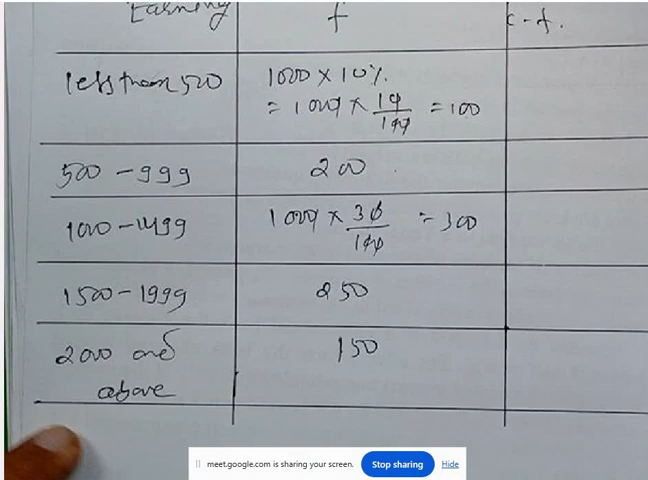 Earning f c.f.
less than 500 1000 × 10%
= 1000 × 10/100 = 100
500 - 999 200
1000 - 1499 1000 × 30/100 = 300
1500 - 1999 250
2000 and 150
above
meet.google.com is sharing your screen. Stop sharing Hide